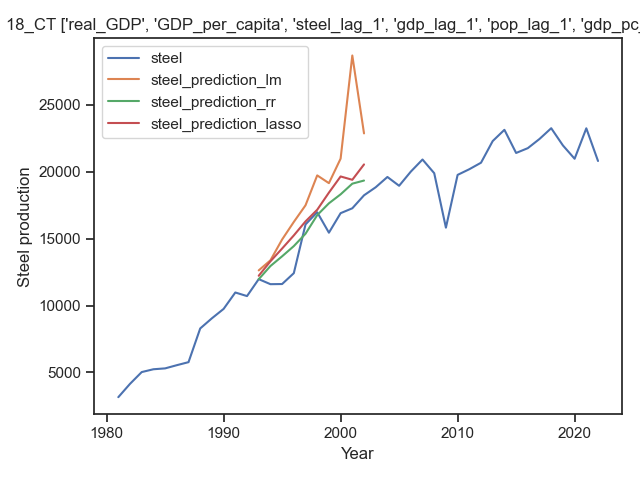 18_CT ['real_GDP', 'GDP_per_capita', 'steel_lag_1', 'gdp_lag_1', 'pop_lag_1', 'gdp_pc_
steel
steel_prediction_lm
steel_prediction_rr
steel_prediction_lasso
Steel production
25000
20000
15000
10000
5000
1980
1990
2000
2010
2020
Year